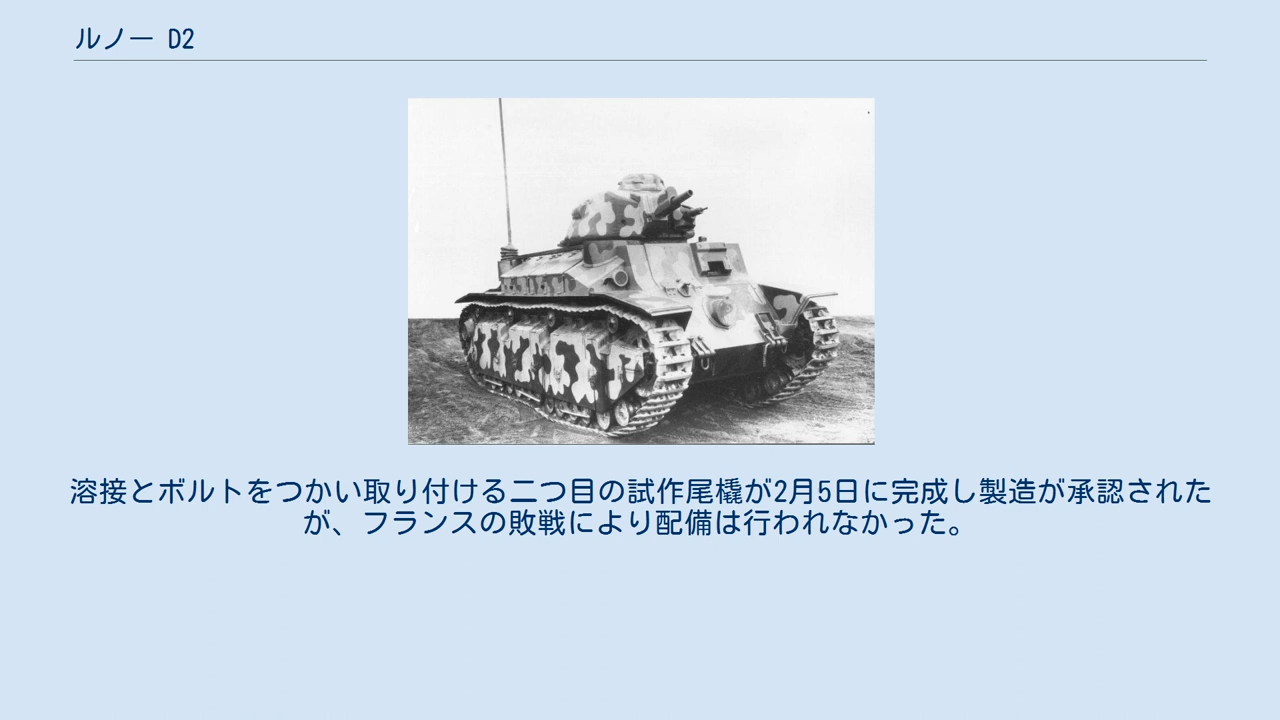 ルノー D2
溶接とボルトをつかい取り付ける二つ目の試作尾橇が2月5日に完成し製造が承認された
が、フランスの敗戦により配備は行われなかった。